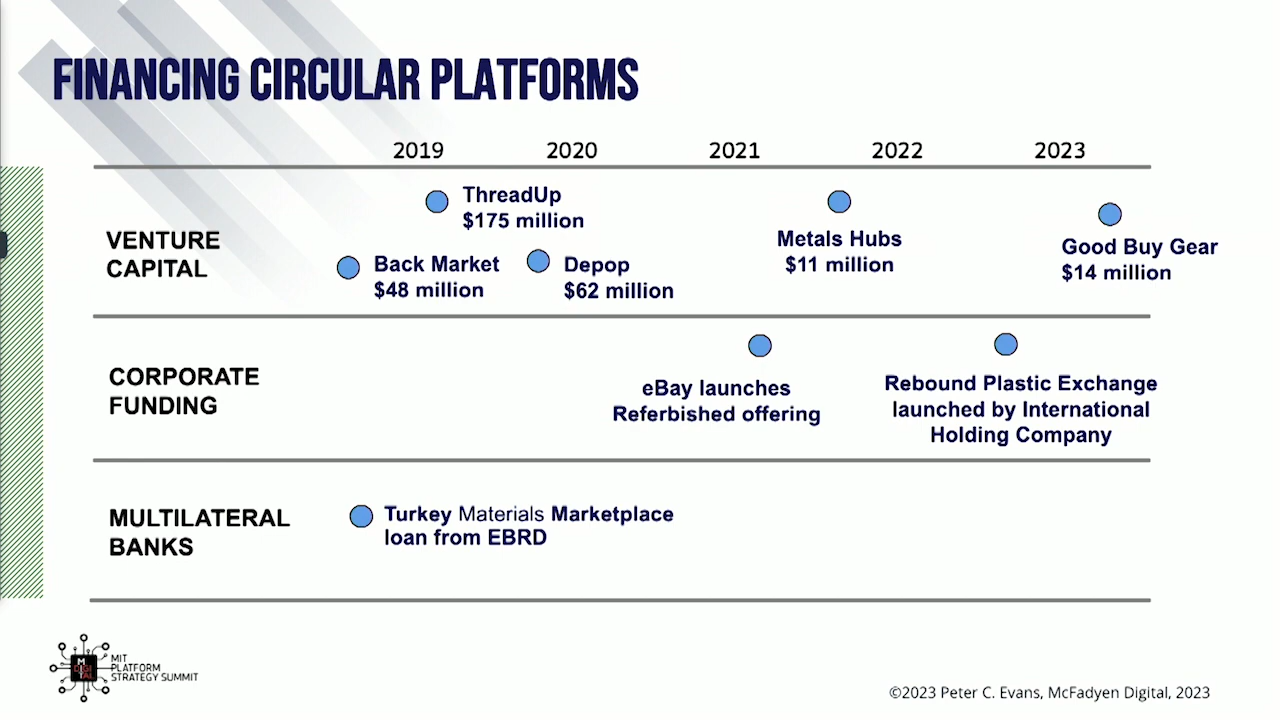 FINANCING CIRCULAR PLATFORMS
2019 2020 2021 2022 2023
VENTURE
CAPITAL
ThreadUp
$175 million
Back Market
$48 million
Depop
$62 million
Metals Hubs
$11 million
Good Buy Gear
$14 million
CORPORATE
FUNDING
eBay launches
Referbished offering
Rebound Plastic Exchange
launched by International
Holding Company
MULTILATERAL
BANKS
Turkey Materials Marketplace
loan from EBRD
MIT
PLATFORM
STRATEGY SUMMIT
©2023 Peter C. Evans, McFadyen Digital, 2023